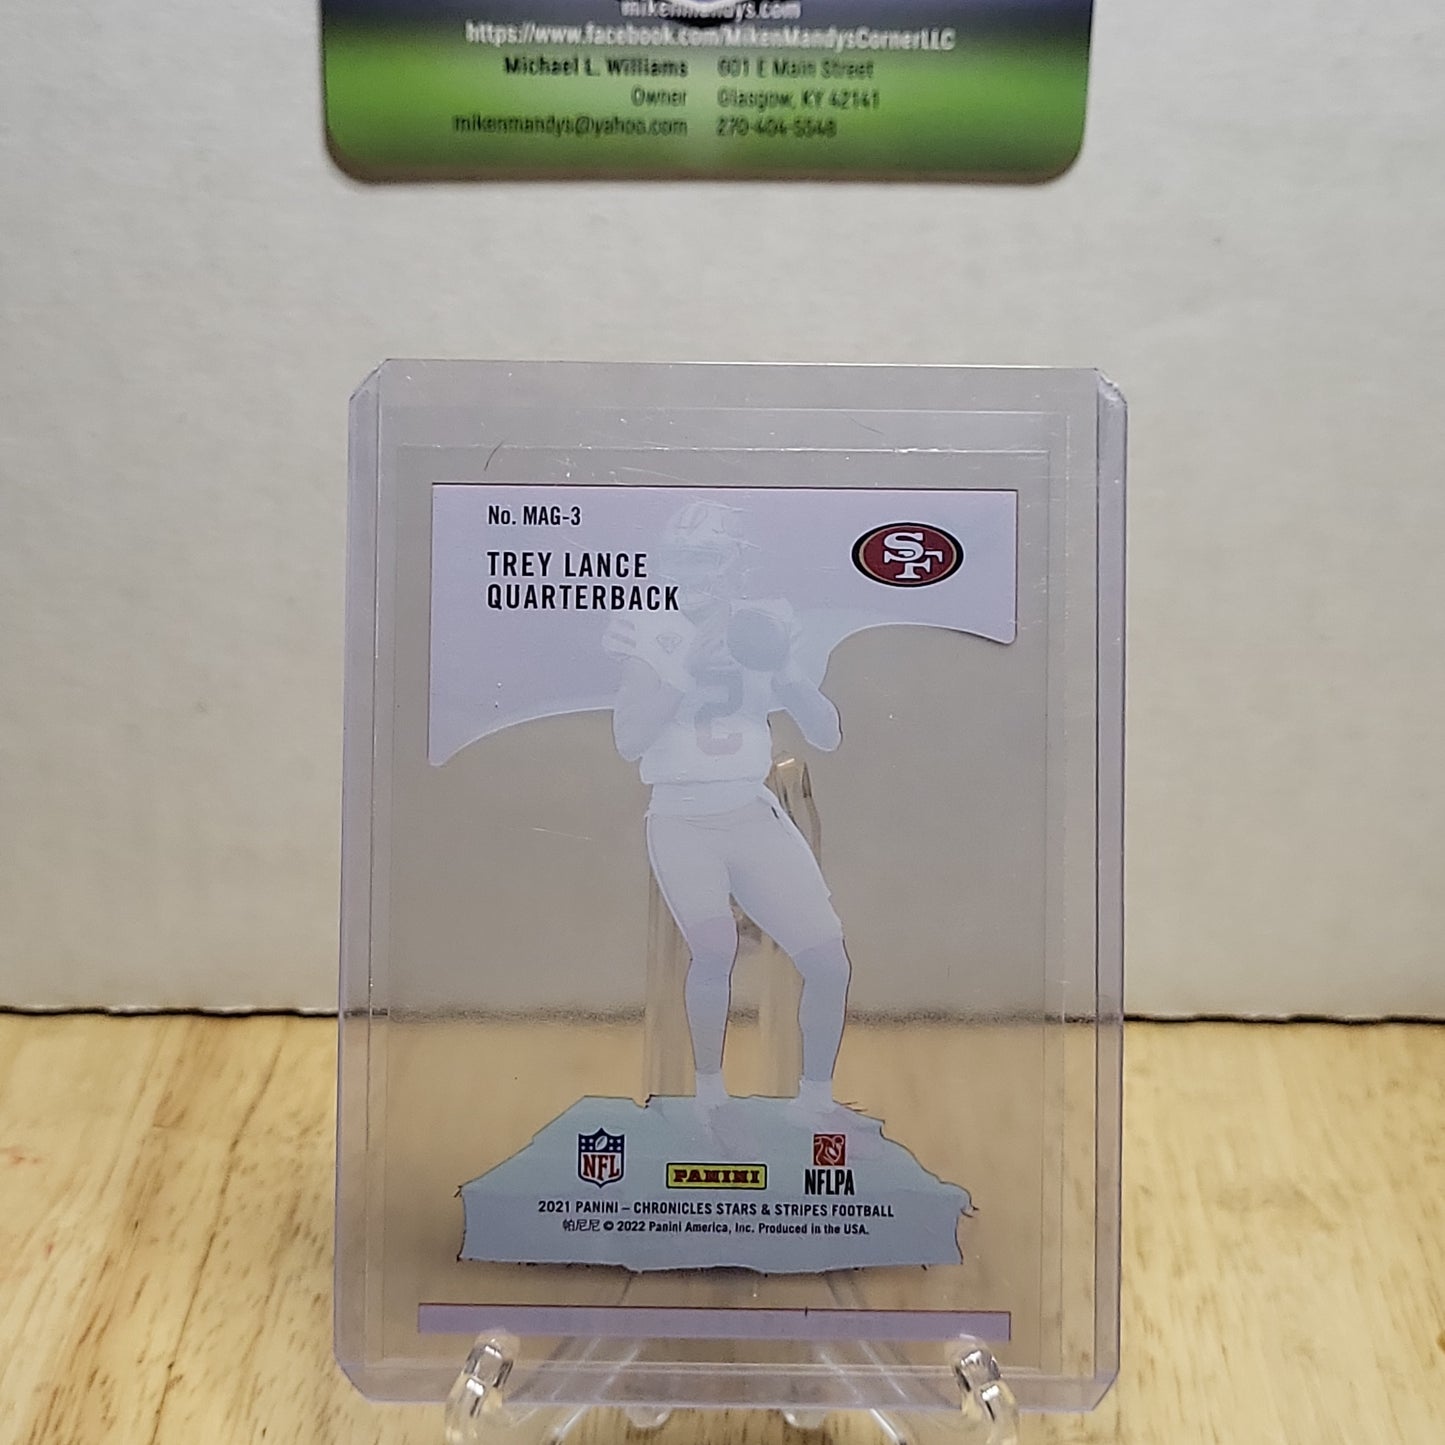 mikenmandys.com
https://www.facebook.com/MikenMandysCornerLLC
Michael L. Williams 601 E Main Street
Owner Glasgow, KY 42141
mikenmandys@yahoo.com 270-404-5548
No. MAG-3
TREY LANCE
QUARTERBACK
SF
2
NFL
PANINI
NFLPA
2021 PANINI – CHRONICLES STARS & STRIPES FOOTBALL
帕尼尼 © 2022 Panini America, Inc. Produced in the USA.